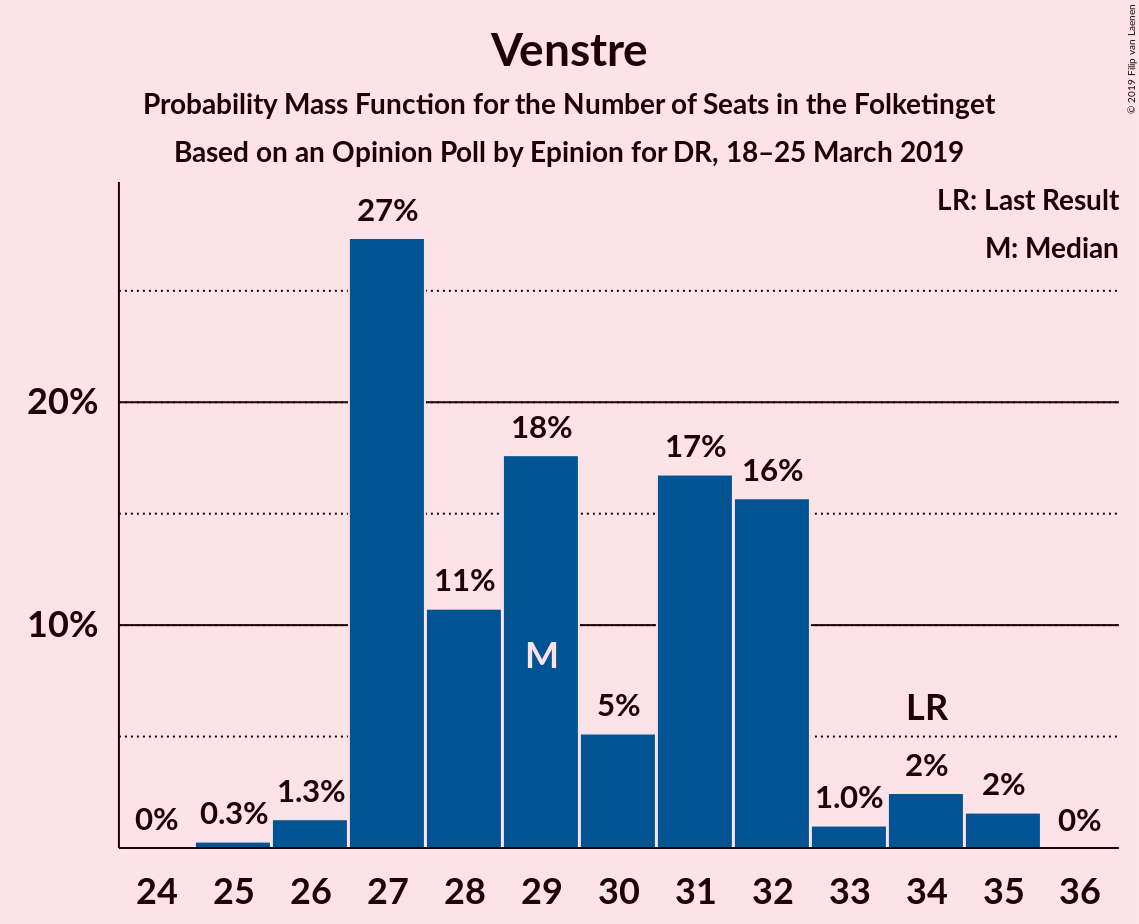 Venstre
Probability Mass Function for the Number of Seats in the Folketinget
Based on an Opinion Poll by Epinion for DR, 18–25 March 2019
© 2019 Filip van Laenen
LR: Last Result
M: Median
27%
20%
18%
17%
16%
11%
10%
M
5%
LR
0%
0.3%
1.3%
1.0%
2%
2%
0%
24 25 26 27 28 29 30 31 32 33 34 35 36